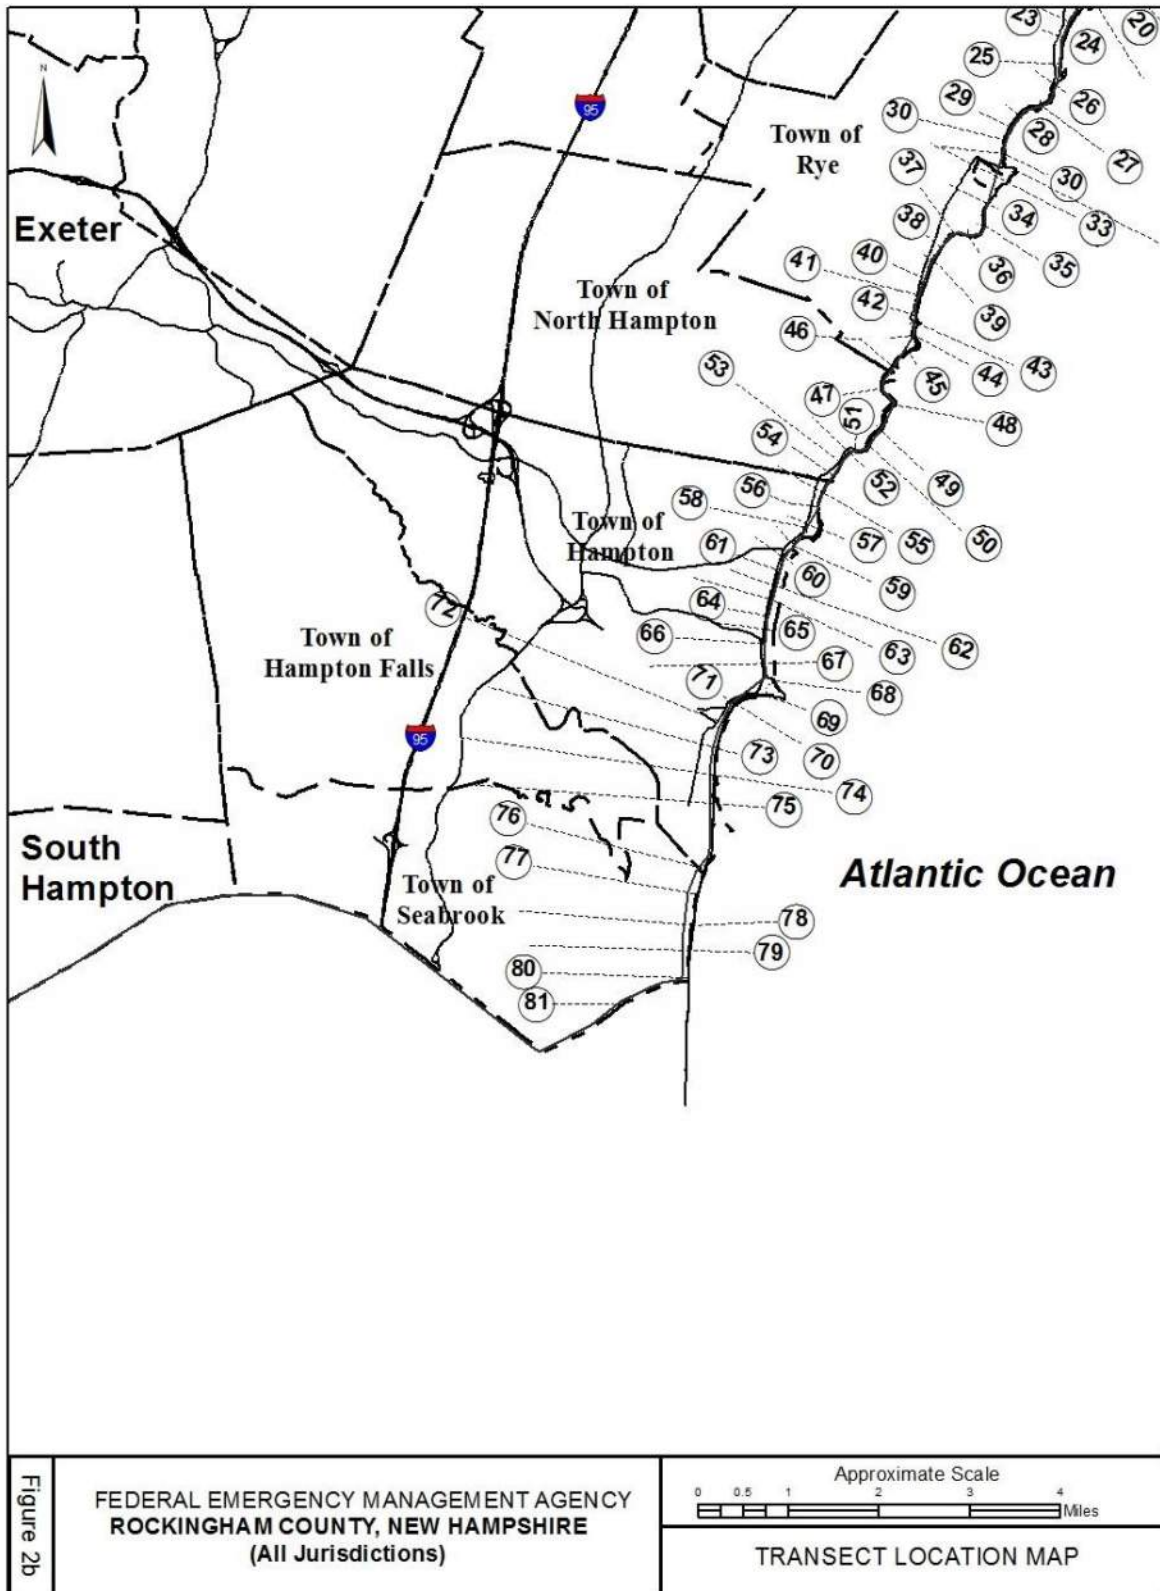 23
20
24
25
26
29
28
30
27
Town of
Rye
37
30
34
33
38
35
36
Exeter
N
95
41
40
42
39
Town of
North Hampton
46
43
44
45
53
47
51
48
54
52
49
56
58
50
55
57
Town of
Hampton
61
60
59
64
65
62
63
66
72
Town of
Hampton Falls
67
71
68
69
70
95
73
74
75
76
77
South
Hampton
Town of
Seabrook
Atlantic Ocean
78
79
80
81
Figure 2b
FEDERAL EMERGENCY MANAGEMENT AGENCY
ROCKINGHAM COUNTY, NEW HAMPSHIRE
(All Jurisdictions)
Approximate Scale
0 0.5 1 2 3 4
Miles
TRANSECT LOCATION MAP